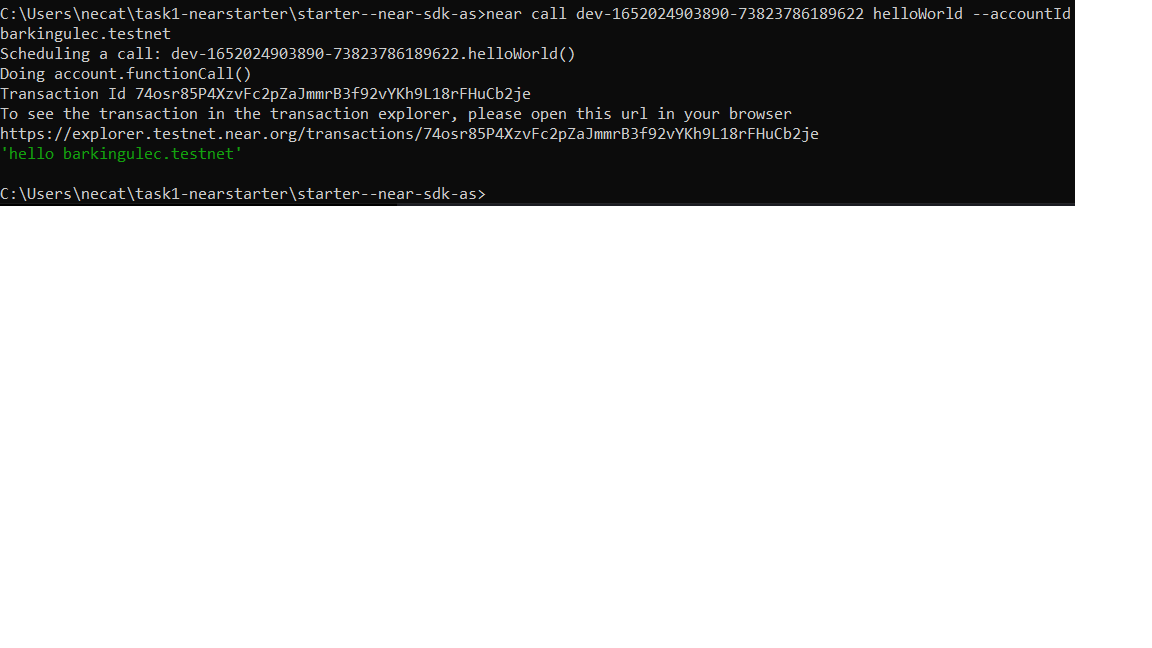 C:\Users\necat\task1-nearstarter\starter--near-sdk-as>near call dev-1652024903890-73823786189622 helloWorld --accountId
barkingulec.testnet
Scheduling a call: dev-1652024903890-73823786189622.helloWorld()
Doing account.functionCall()
Transaction Id 74osr85P4XzvFc2pZaJmmrB3f92vYKh9L18rFHuCb2je
To see the transaction in the transaction explorer, please open this url in your browser
https://explorer.testnet.near.org/transactions/74osr85P4XzvFc2pZaJmmrB3f92vYKh9L18rFHuCb2je
'hello barkingulec.testnet'
C:\Users\necat\task1-nearstarter\starter--near-sdk-as>